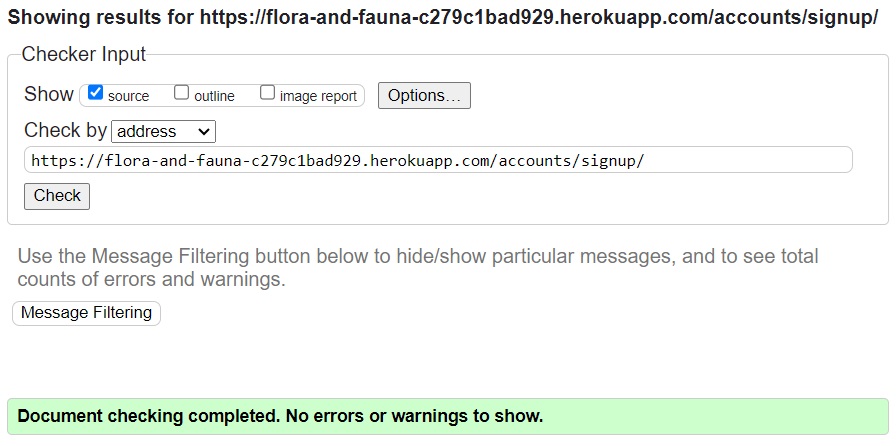 Showing results for https://flora-and-fauna-c279c1bad929.herokuapp.com/accounts/signup/
Checker Input
Show source outline image report Options…
Check by address
https://flora-and-fauna-c279c1bad929.herokuapp.com/accounts/signup/
Check
Use the Message Filtering button below to hide/show particular messages, and to see total
counts of errors and warnings.
Message Filtering
Document checking completed. No errors or warnings to show.